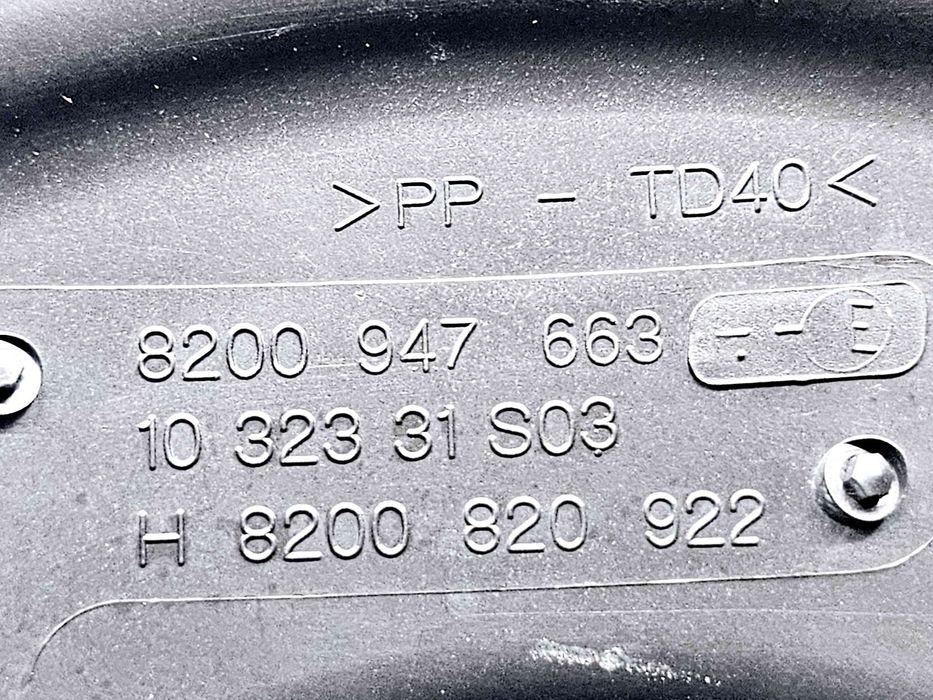 >PP - TD40<
8200 947 663 --E
10 323 31 S03
H 8200 820 922